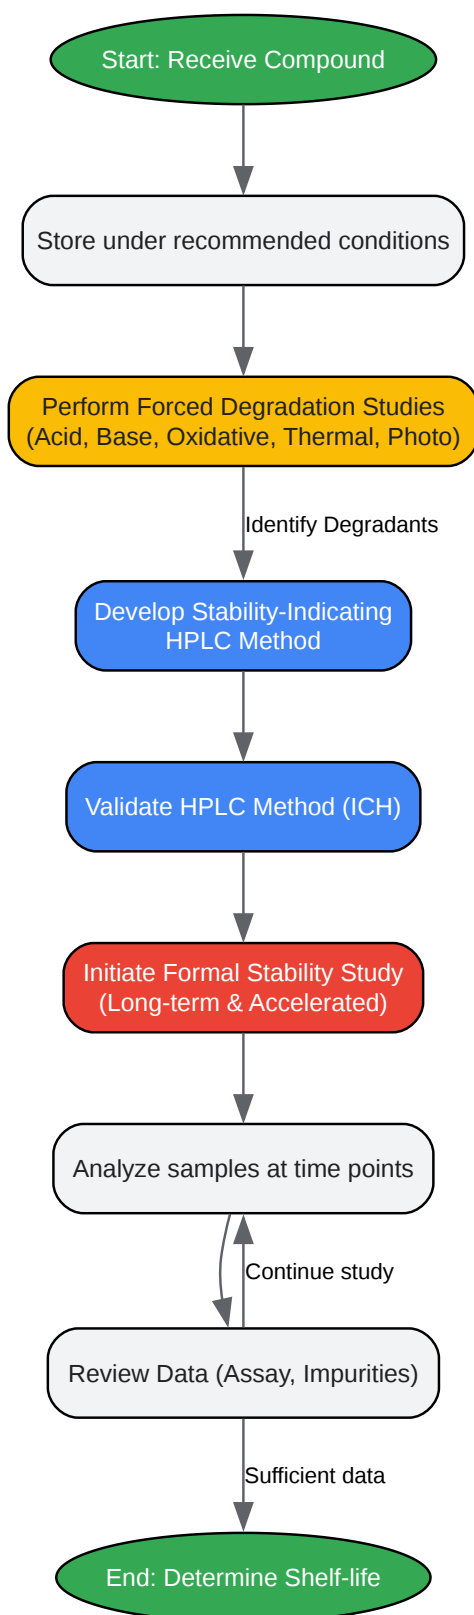 Start: Receive Compound
Store under recommended conditions
Perform Forced Degradation Studies
(Acid, Base, Oxidative, Thermal, Photo)
Identify Degradants
Develop Stability-Indicating
HPLC Method
Validate HPLC Method (ICH)
Initiate Formal Stability Study
(Long-term & Accelerated)
Analyze samples at time points
Continue study
Review Data (Assay, Impurities)
Sufficient data
End: Determine Shelf-life